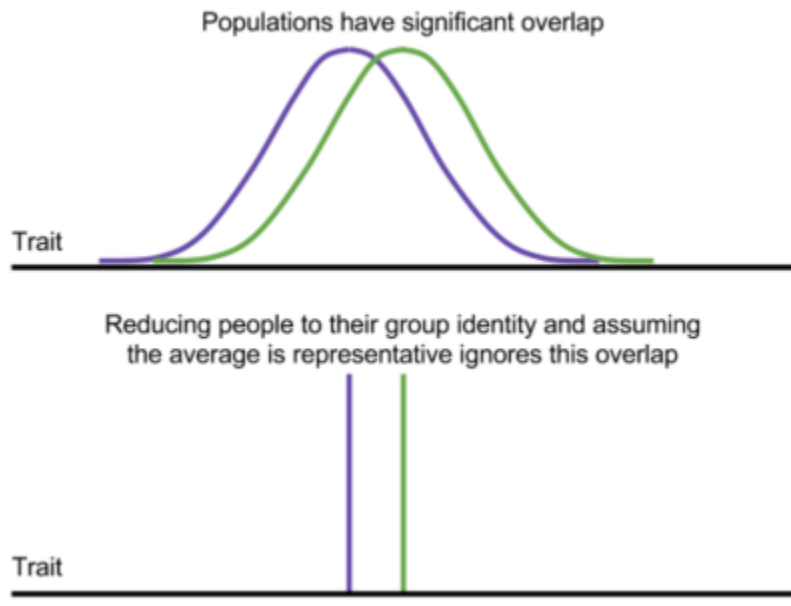 Populations have significant overlap
Trait
Reducing people to their group identity and assuming
the average is representative ignores this overlap
Trait